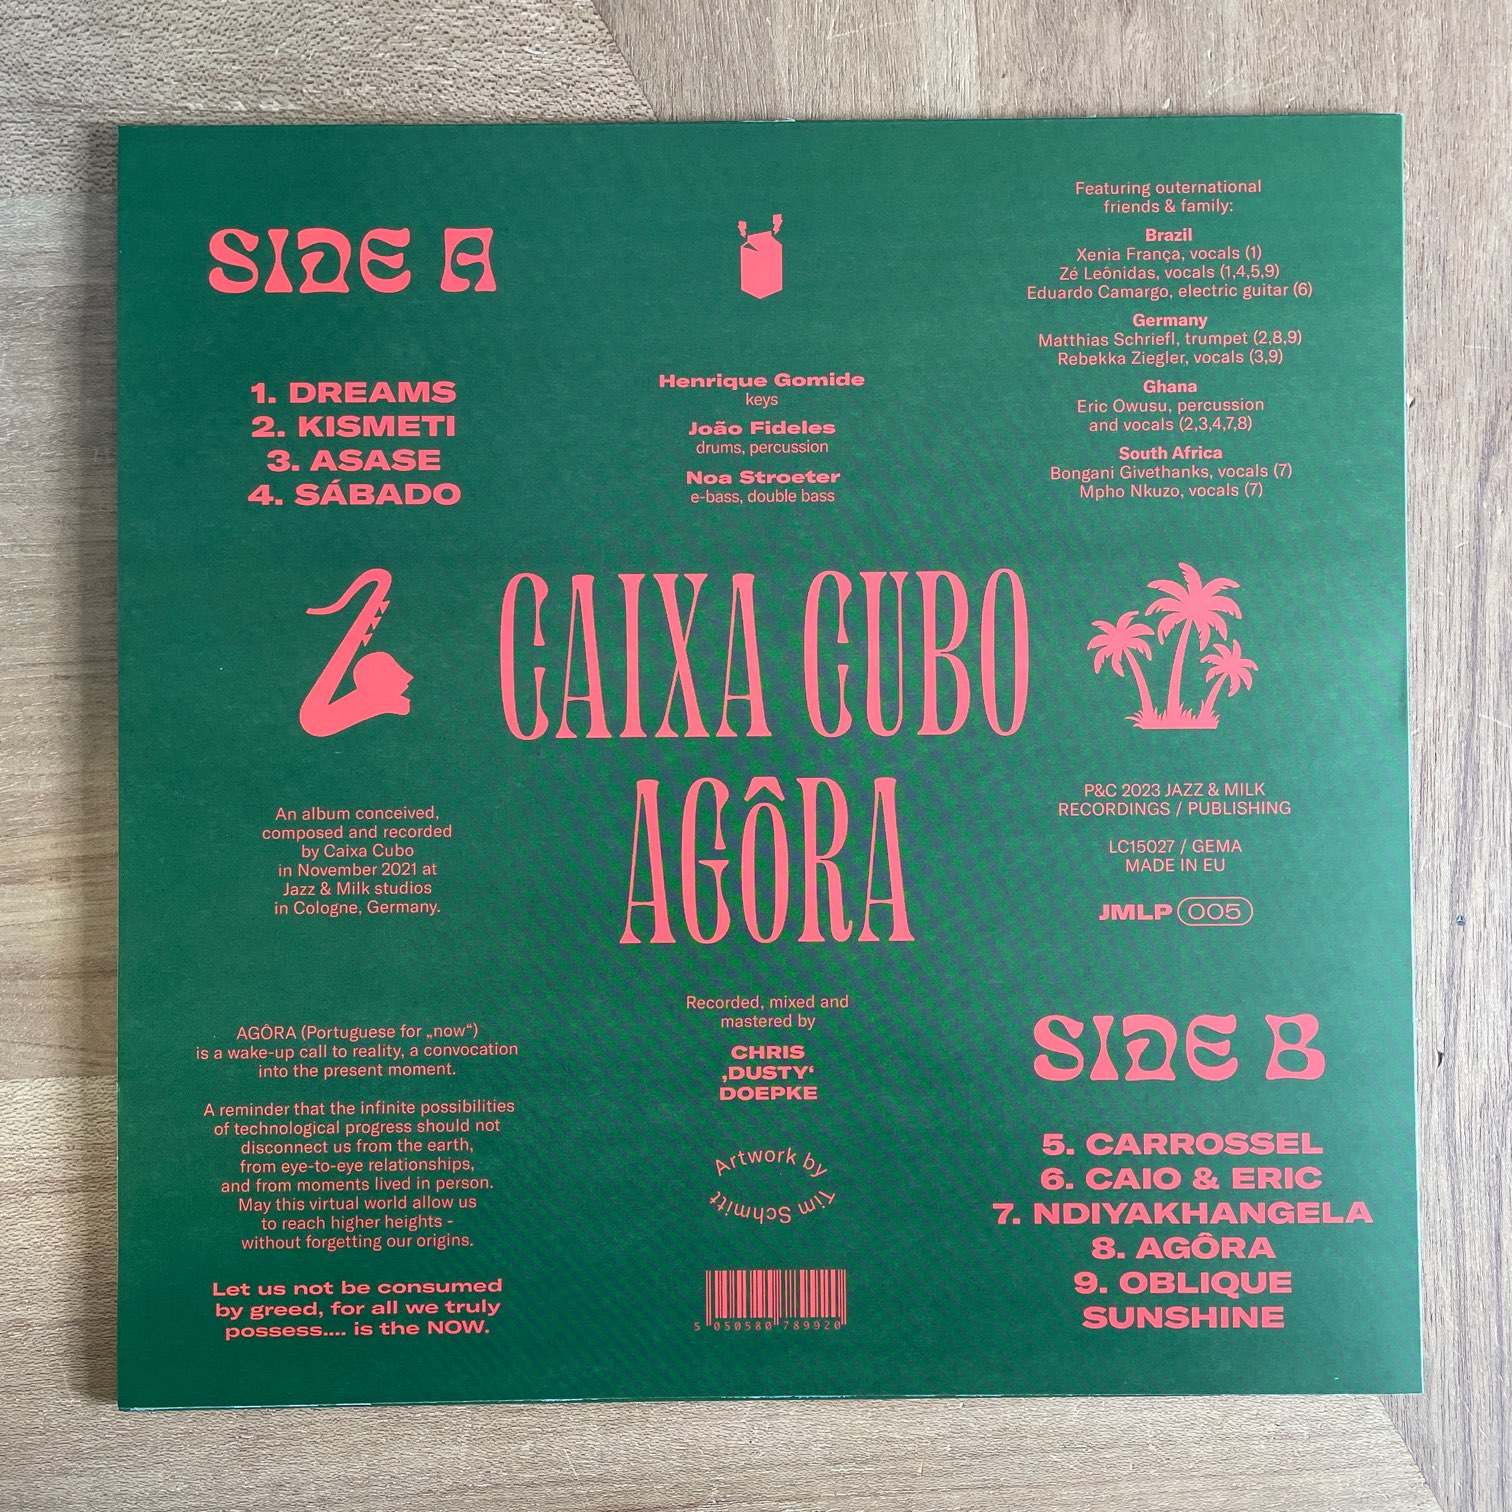 SIDE A
1. DREAMS
2. KISMETI
3. ASASE
4. SÁBADO
Henrique Gomide
keys
João Fideles
drums, percussion
Noa Stroeter
e-bass, double bass
Featuring outernational
friends & family:
Brazil
Xenia França, vocals (1)
Zé Leônidas, vocals (1,4,5,9)
Eduardo Camargo, electric guitar (6)
Germany
Matthias Schriefl, trumpet (2,8,9)
Rebekka Ziegler, vocals (3,9)
Ghana
Eric Owusu, percussion
and vocals (2,3,4,7,8)
South Africa
Bongani Givethanks, vocals (7)
Mpho Nkuzo, vocals (7)
CAIXA CUBO
AGÔRA
An album conceived,
composed and recorded
by Caixa Cubo
in November 2021 at
Jazz & Milk studios
in Cologne, Germany.
P&C 2023 JAZZ & MILK
RECORDINGS / PUBLISHING
LC15027 / GEMA
MADE IN EU
JMLP 005
AGÔRA (Portuguese for „now“)
is a wake-up call to reality, a convocation
into the present moment.
A reminder that the infinite possibilities
of technological progress should not
disconnect us from the earth,
from eye-to-eye relationships,
and from moments lived in person.
May this virtual world allow us
to reach higher heights -
without forgetting our origins.
Let us not be consumed
by greed, for all we truly
possess.... is the NOW.
Recorded, mixed and
mastered by
CHRIS
‚DUSTY‘
DOEPKE
Artwork by
Tim Schmitt
5 050580 789920
SIDE B
5. CARROSSEL
6. CAIO & ERIC
7. NDIYAKHANGELA
8. AGÔRA
9. OBLIQUE
SUNSHINE